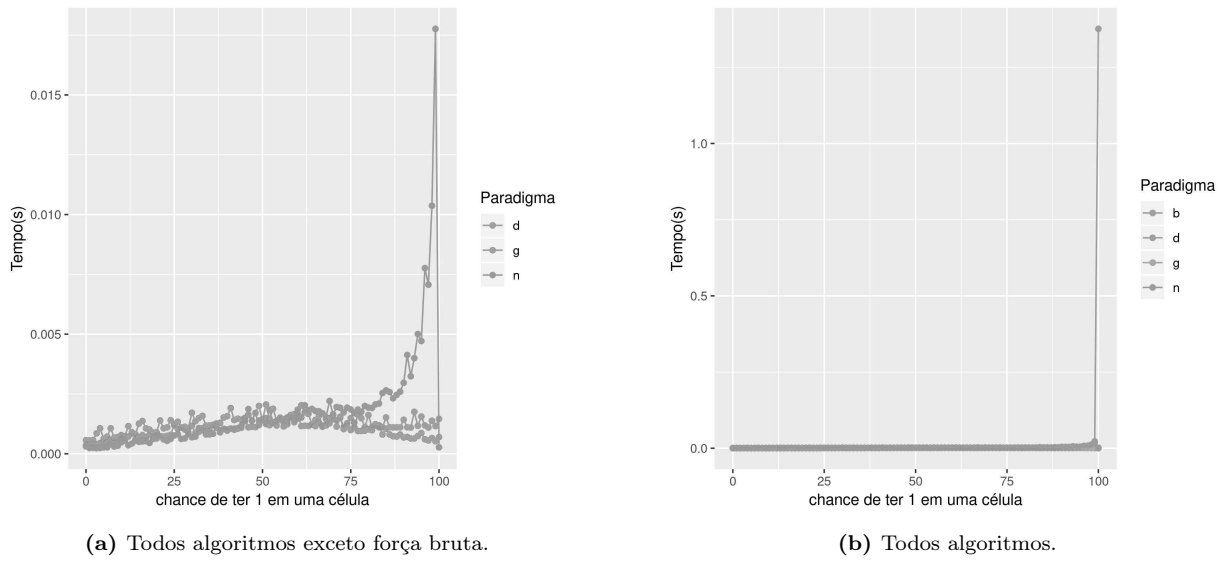 0.015
0.010
0.005
0.000
Tempo(s)
0
25
50
75
100
chance de ter 1 em uma célula
Paradigma
d
g
n
(a) Todos algoritmos exceto força bruta.
1.0
0.5
0.0
Tempo(s)
0
25
50
75
100
chance de ter 1 em uma célula
Paradigma
b
d
g
n
(b) Todos algoritmos.